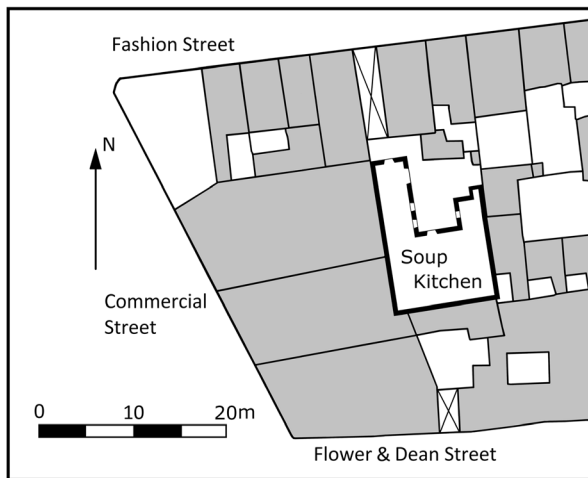 Fashion Street
N
Soup
Kitchen
Commercial
Street
0 10 20m
Flower & Dean Street